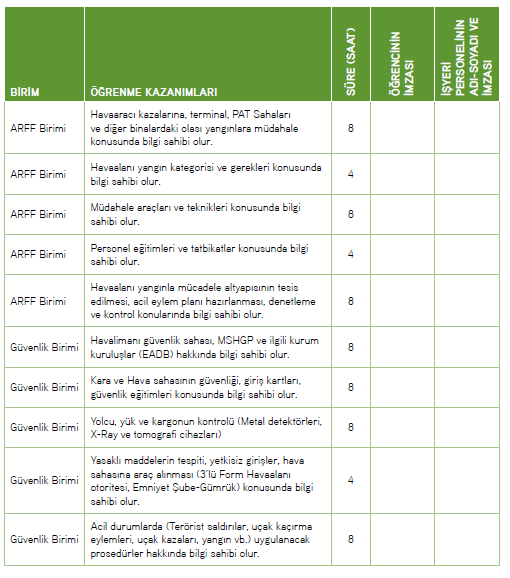 BİRİM
ÖĞRENME KAZANIMLARI
SÜRE (SAAT)
ÖĞRENCİNİN
İMZASI
İŞYERİ
PERSONELİNİN
ADI-SOYADI VE
İMZASI
ARFF Birimi
Havaaracı kazalarına, terminal, PAT Sahaları
ve diğer binalardaki olası yangınlara müdahale
konusunda bilgi sahibi olur.
8
ARFF Birimi
Havaalanı yangın kategorisi ve gerekleri konusunda
bilgi sahibi olur.
4
ARFF Birimi
Müdahale araçları ve teknikleri konusunda bilgi
sahibi olur.
8
ARFF Birimi
Personel eğitimleri ve tatbikatlar konusunda bilgi
sahibi olur.
4
ARFF Birimi
Havaalanı yangınla mücadele altyapısının tesis
edilmesi, acil eylem planı hazırlanması, denetleme
ve kontrol konularında bilgi sahibi olur.
8
Güvenlik Birimi
Havalimanı güvenlik sahası, MSHGP ve ilgili kurum
kuruluşlar (EADB) hakkında bilgi sahibi olur.
8
Güvenlik Birimi
Kara ve Hava sahasının güvenliği, giriş kartları,
güvenlik eğitimleri konusunda bilgi sahibi olur.
8
Güvenlik Birimi
Yolcu, yük ve kargonun kontrolü (Metal detektörleri,
X-Ray ve tomografi cihazları)
8
Güvenlik Birimi
Yasaklı maddelerin tespiti, yetkisiz girişler, hava
sahasına araç alınması (3'lü Form Havaalanı
otoritesi, Emniyet Şube-Gümrük) konusunda bilgi
sahibi olur.
4
Güvenlik Birimi
Acil durumlarda (Terörist saldırılar, uçak kaçırma
eylemleri, uçak kazaları, yangın vb.) uygulanacak
prosedürler hakkında bilgi sahibi olur.
8